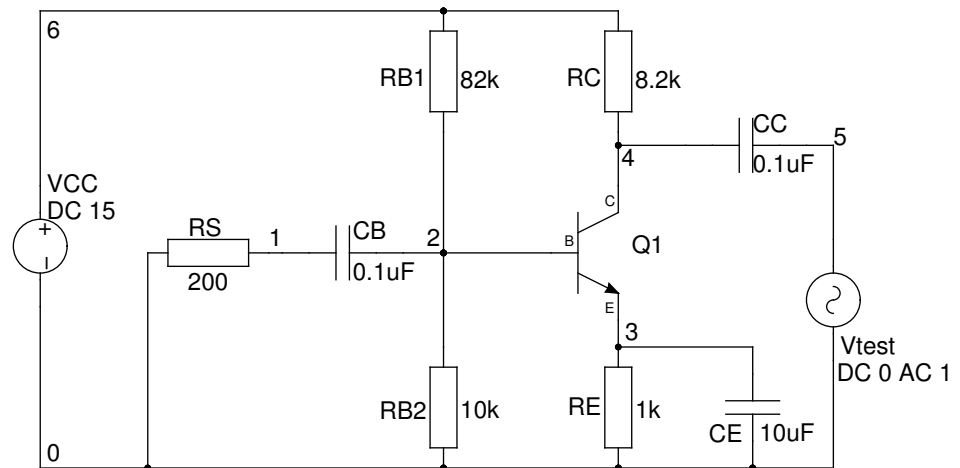 6
RB1 82k
RC 8.2k
CC
0.1uF
5
4
VCC
DC 15
+
–
RS
200
1
CB
0.1uF
2
C
B
E
Q1
3
Vtest
DC 0 AC 1
RB2 10k
RE 1k
CE 10uF
0